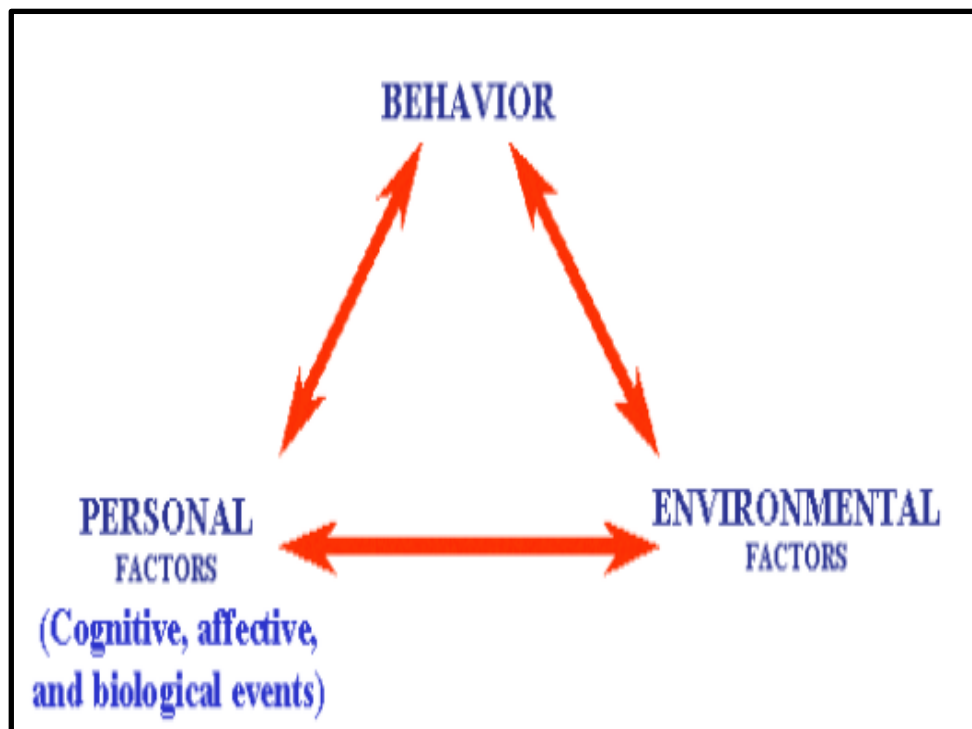 BEHAVIOR
PERSONAL
FACTORS
(Cognitive, affective,
and biological events)
ENVIRONMENTAL
FACTORS